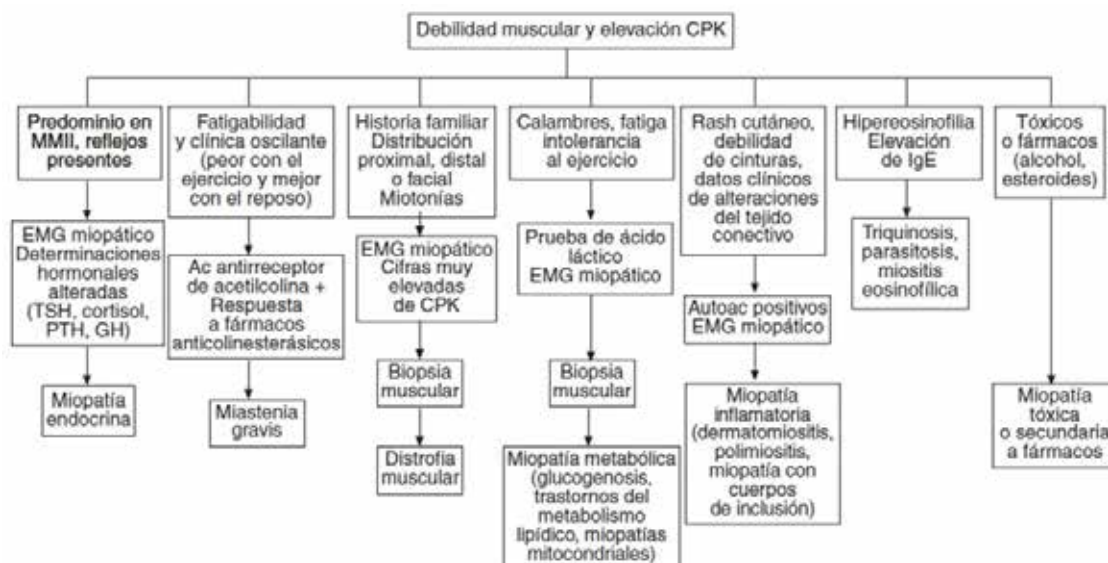 Debilidad muscular y elevación CPK
Predominio en
MMII, reflejos
presentes
EMG miopático
Determinaciones
hormonales
alteradas
(TSH, cortisol,
PTH, GH)
Miopatía
endocrina
Fatigabilidad
y clínica oscilante
(peor con el
ejercicio y mejor
con el reposo)
Ac antirreceptor
de acetilcolina +
Respuesta
a fármacos
anticolinesterásicos
Miastenia
gravis
Historia familiar
Distribución
proximal, distal
o facial
Miotonías
EMG miopático
Cifras muy
elevadas
de CPK
Biopsia
muscular
Distrofia
muscular
Calambres, fatiga
intolerancia
al ejercicio
Prueba de ácido
láctico
EMG miopático
Biopsia
muscular
Miopatía metabólica
(glucogenosis,
trastornos del
metabolismo
lipídico, miopatías
mitocondriales)
Rash cutáneo,
debilidad
de cinturas,
datos clínicos
de alteraciones
del tejido
conectivo
Autoac positivos
EMG miopático
Miopatía
inflamatoria
(dermatomiositis,
polimiositis,
miopatía con
cuerpos
de inclusión)
Hipereosinofilia
Elevación
de IgE
Triquinosis,
parasitosis,
miositis
eosinofílica
Tóxicos
o fármacos
(alcohol,
esteroides)
Miopatía
tóxica
o secundaria
a fármacos